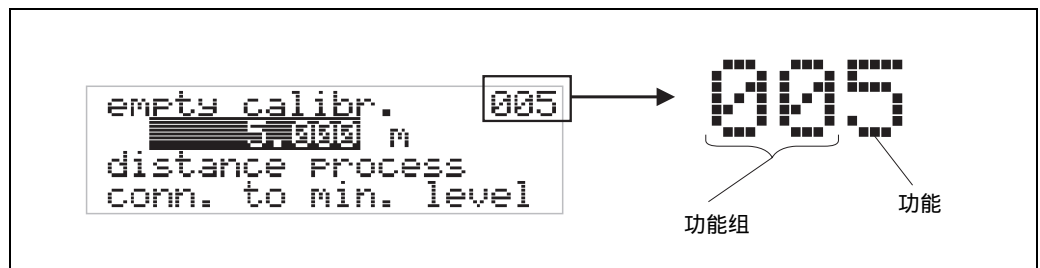 empty calibr. 005
5.000 m
distance process
conn. to min. level
005
功能组
功能